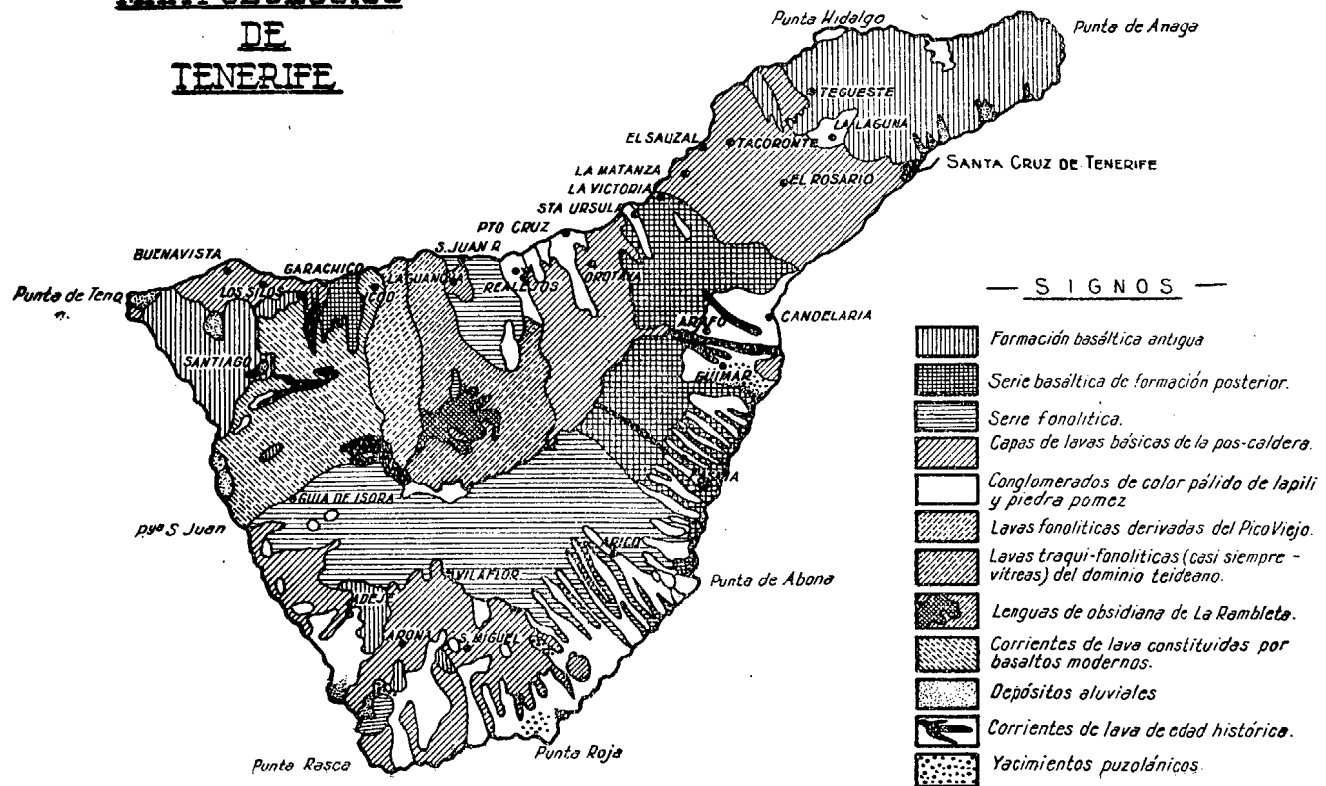 DE
TENERIFE
Punta Hidalgo
Punta de Anaga
TEGUESTE
LA LAGUNA
EL SAUZAL
TACORONTE
SANTA CRUZ DE TENERIFE
LA MATANZA
EL ROSARIO
LA VICTORIA
STA URSULA
PTO CRUZ
S. JUAN R.
BUENAVISTA
GARACHICO
LA GUANCHA
REALEJOS
OROTAVA
LOS SILOS
ICOD
Punta de Teno
SANTIAGO
ARAFO
CANDELARIA
GÜIMAR
GUIA DE ISORA
pyª S Juan
ARICO
VILAFLOR
Punta de Abona
ADEJE
ARONA
S. MIGUEL
Punta Roja
Punta Rasca
— SIGNOS —
Formación basáltica antigua
Serie basáltica de formación posterior.
Serie fonolítica.
Capas de lavas básicas de la pos-caldera.
Conglomerados de color pálido de lapili
y piedra pomez
Lavas fonolíticas derivadas del Pico Viejo.
Lavas traqui-fonolíticas (casi siempre -
vitreas) del dominio teideano.
Lenguas de obsidiana de La Rambleta.
Corrientes de lava constituidas por
basaltos modernos.
Depósitos aluviales
Corrientes de lava de edad histórica.
Yacimientos puzolánicos.